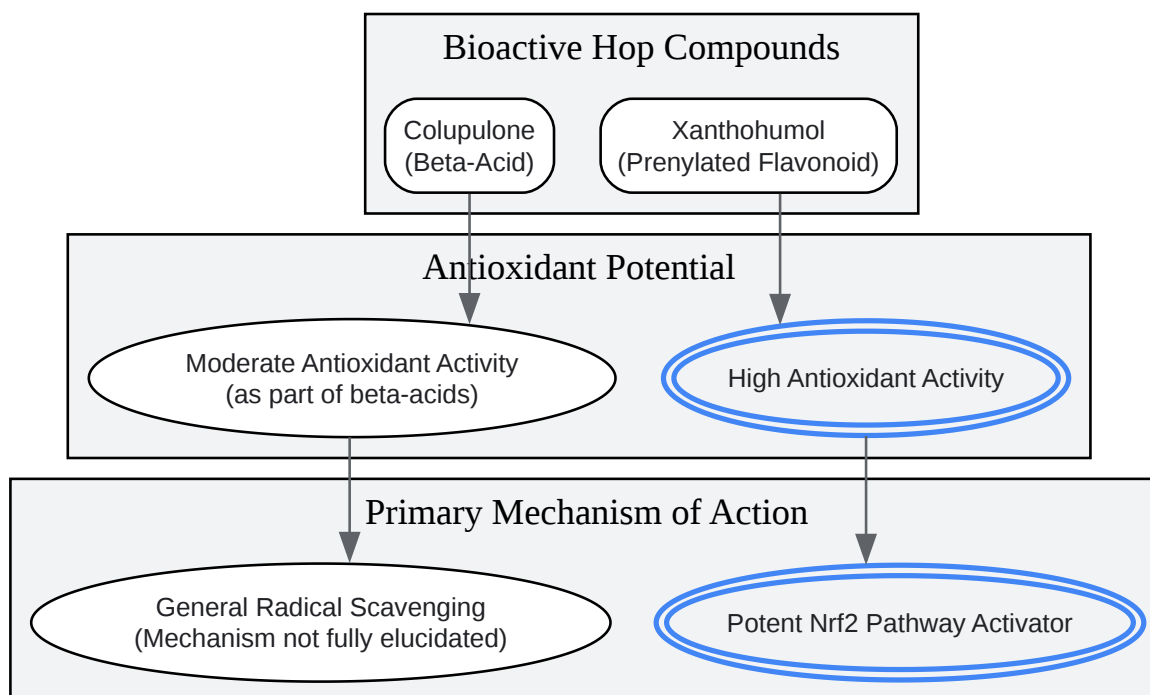 Bioactive Hop Compounds
Colupulone
(Beta-Acid)
Xanthohumol
(Prenylated Flavonoid)
Antioxidant Potential
Moderate Antioxidant Activity
(as part of beta-acids)
High Antioxidant Activity
Primary Mechanism of Action
General Radical Scavenging
(Mechanism not fully elucidated)
Potent Nrf2 Pathway Activator